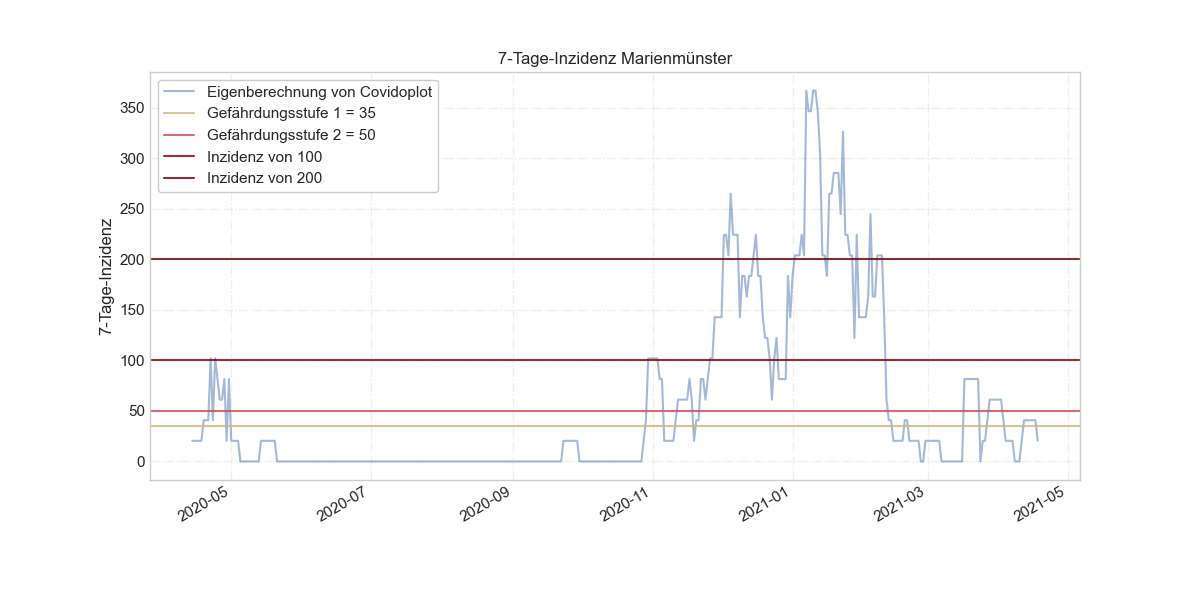 7-Tage-Inzidenz Marienmünster
Eigenberechnung von Covidoplot
Gefährdungsstufe 1 = 35
Gefährdungsstufe 2 = 50
Inzidenz von 100
Inzidenz von 200
7-Tage-Inzidenz
350
300
250
200
150
100
50
0
2020-05
2020-07
2020-09
2020-11
2021-01
2021-03
2021-05